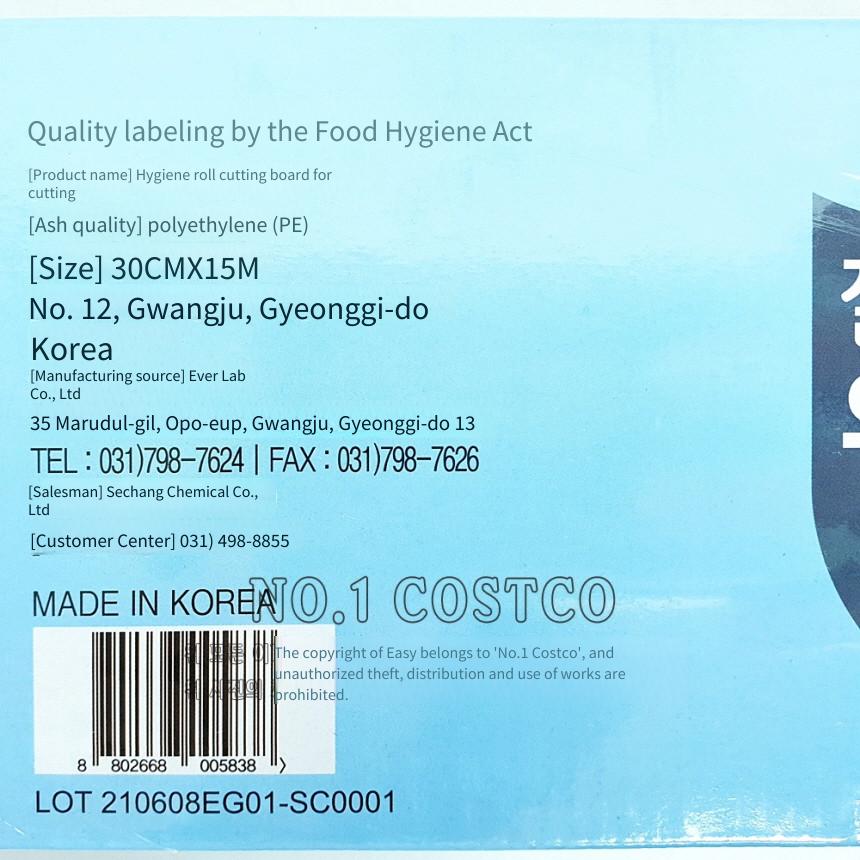 Quality labeling by the Food Hygiene Act
[Product name] Hygiene roll cutting board for
cutting
[Ash quality] polyethylene (PE)
[Size] 30CMX15M
No. 12, Gwangju, Gyeonggi-do
Korea
[Manufacturing source] Ever Lab
Co., Ltd
35 Marudul-gil, Opo-eup, Gwangju, Gyeonggi-do 13
TEL : 031)798-7624 | FAX : 031)798-7626
[Salesman] Sechang Chemical Co.,
Ltd
[Customer Center] 031) 498-8855
MADE IN KOREA
NO.1 COSTCO
The copyright of Easy belongs to 'No.1 Costco', and
unauthorized theft, distribution and use of works are
prohibited.
8 802668 005838 >
LOT 210608EG01-SC0001